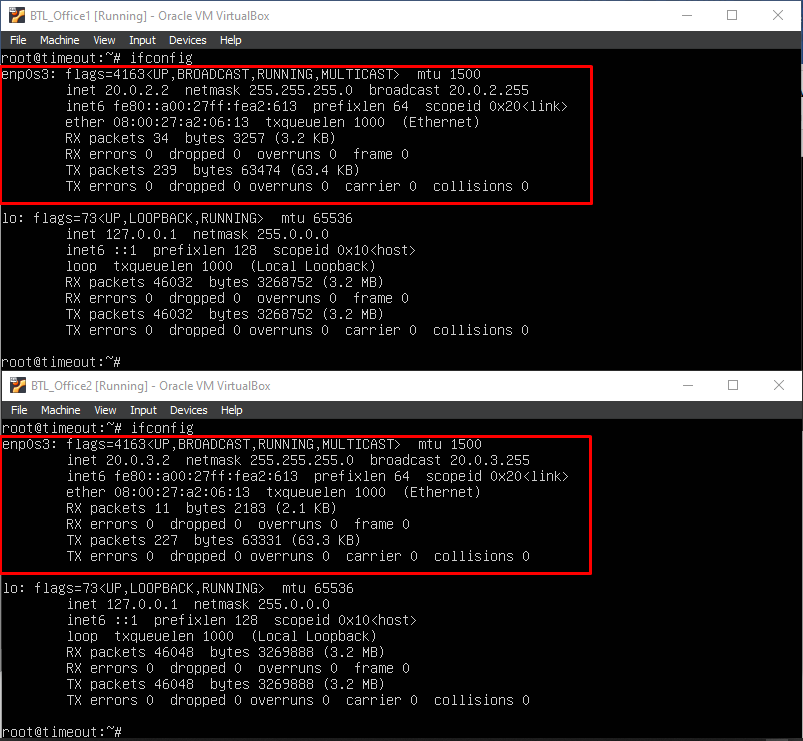 BTL_Office1 [Running] - Oracle VM VirtualBox
File Machine View Input Devices Help
root@timeout:~# ifconfig
enp0s3: flags=4163<UP,BROADCAST,RUNNING,MULTICAST> mtu 1500
inet 20.0.2.2 netmask 255.255.255.0 broadcast 20.0.2.255
inet6 fe80::a00:27ff:fea2:613 prefixlen 64 scopeid 0x20<link>
ether 08:00:27:a2:06:13 txqueuelen 1000 (Ethernet)
RX packets 34 bytes 3257 (3.2 KB)
RX errors 0 dropped 0 overruns 0 frame 0
TX packets 239 bytes 63474 (63.4 KB)
TX errors 0 dropped 0 overruns 0 carrier 0 collisions 0
lo: flags=73<UP,LOOPBACK,RUNNING> mtu 65536
inet 127.0.0.1 netmask 255.0.0.0
inet6 ::1 prefixlen 128 scopeid 0x10<host>
loop txqueuelen 1000 (Local Loopback)
RX packets 46032 bytes 3268752 (3.2 MB)
RX errors 0 dropped 0 overruns 0 frame 0
TX packets 46032 bytes 3268752 (3.2 MB)
TX errors 0 dropped 0 overruns 0 carrier 0 collisions 0
root@timeout:~#
BTL_Office2 [Running] - Oracle VM VirtualBox
File Machine View Input Devices Help
root@timeout:~# ifconfig
enp0s3: flags=4163<UP,BROADCAST,RUNNING,MULTICAST> mtu 1500
inet 20.0.3.2 netmask 255.255.255.0 broadcast 20.0.3.255
inet6 fe80::a00:27ff:fea2:613 prefixlen 64 scopeid 0x20<link>
ether 08:00:27:a2:06:13 txqueuelen 1000 (Ethernet)
RX packets 11 bytes 2183 (2.1 KB)
RX errors 0 dropped 0 overruns 0 frame 0
TX packets 227 bytes 63331 (63.3 KB)
TX errors 0 dropped 0 overruns 0 carrier 0 collisions 0
lo: flags=73<UP,LOOPBACK,RUNNING> mtu 65536
inet 127.0.0.1 netmask 255.0.0.0
inet6 ::1 prefixlen 128 scopeid 0x10<host>
loop txqueuelen 1000 (Local Loopback)
RX packets 46048 bytes 3269888 (3.2 MB)
RX errors 0 dropped 0 overruns 0 frame 0
TX packets 46048 bytes 3269888 (3.2 MB)
TX errors 0 dropped 0 overruns 0 carrier 0 collisions 0
root@timeout:~#